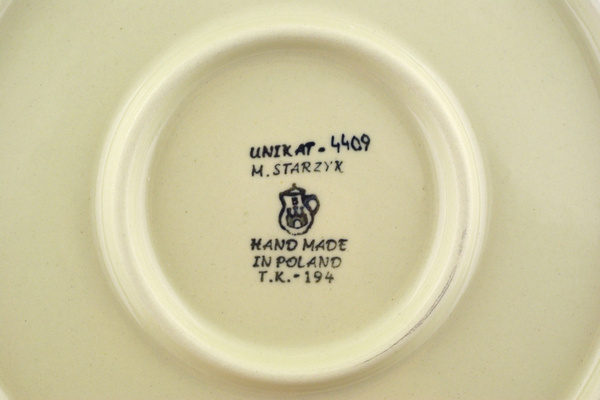 UNIKAT - 4409
M. STARZYK
B
HAND MADE
IN POLAND
T.K. - 194